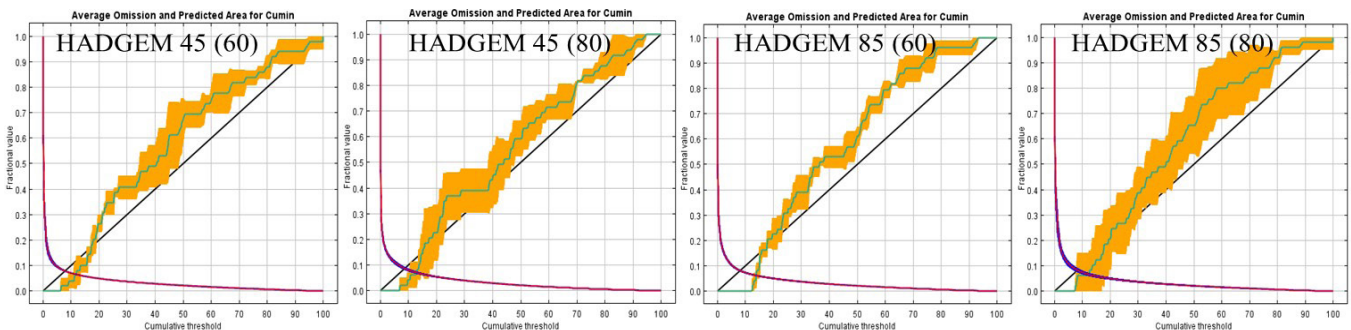 Average Omission and Predicted Area for Cumin
HADGEM 45 (60)
Fractional value
1.0
0.9
0.8
0.7
0.6
0.5
0.4
0.3
0.2
0.1
0.0
0 10 20 30 40 50 60 70 80 90 100
Cumulative threshold
Average Omission and Predicted Area for Cumin
HADGEM 45 (80)
Fractional value
1.0
0.9
0.8
0.7
0.6
0.5
0.4
0.3
0.2
0.1
0.0
0 10 20 30 40 50 60 70 80 90 100
Cumulative threshold
Average Omission and Predicted Area for Cumin
HADGEM 85 (60)
Fractional value
1.0
0.9
0.8
0.7
0.6
0.5
0.4
0.3
0.2
0.1
0.0
0 10 20 30 40 50 60 70 80 90 100
Cumulative threshold
Average Omission and Predicted Area for Cumin
HADGEM 85 (80)
Fractional value
1.0
0.9
0.8
0.7
0.6
0.5
0.4
0.3
0.2
0.1
0.0
0 10 20 30 40 50 60 70 80 90 100
Cumulative threshold